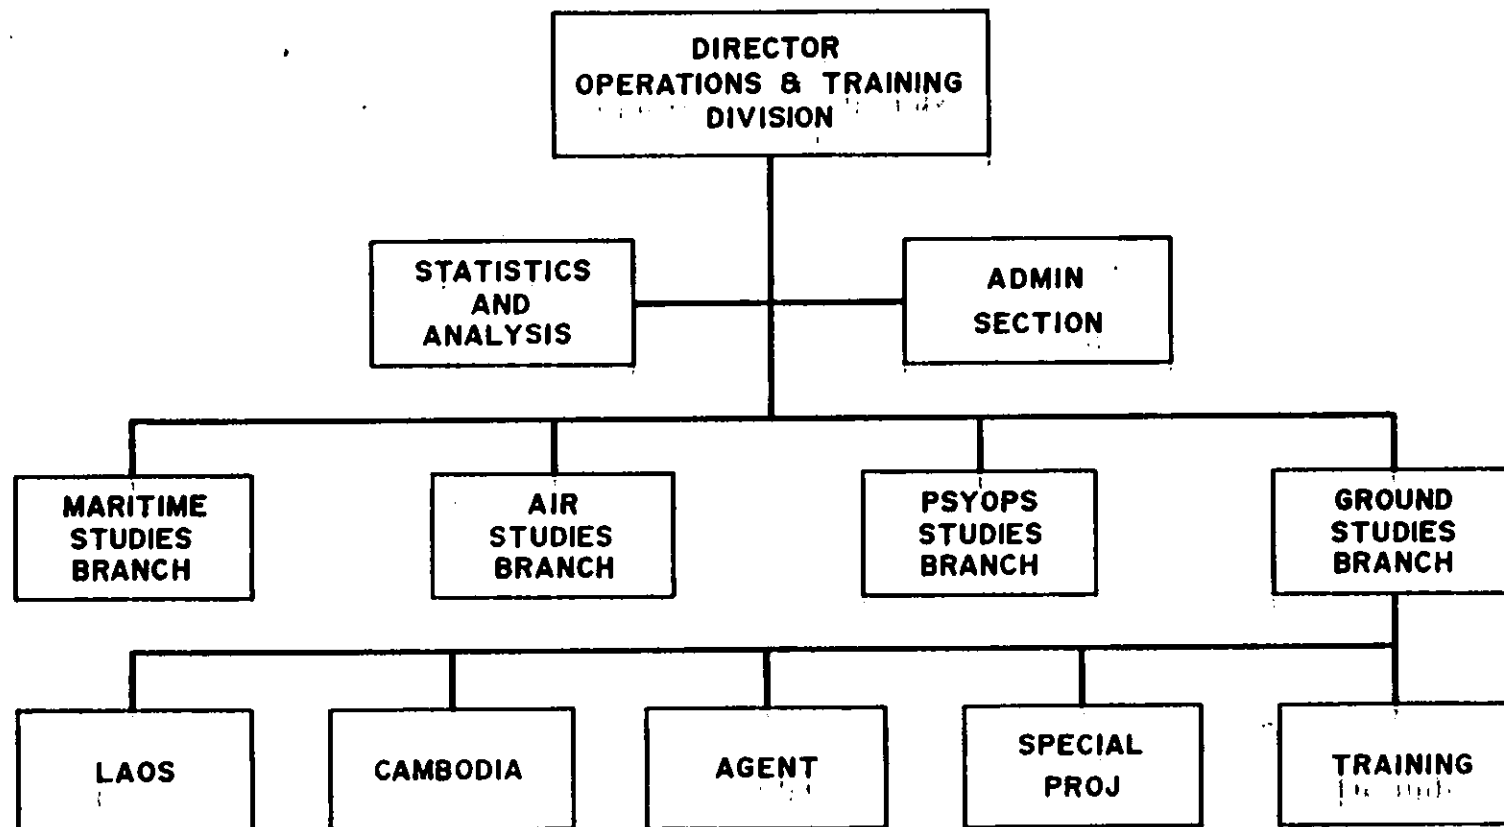 DIRECTOR
OPERATIONS & TRAINING
DIVISION
STATISTICS
AND
ANALYSIS
ADMIN
SECTION
MARITIME
STUDIES
BRANCH
AIR
STUDIES
BRANCH
PSYOPS
STUDIES
BRANCH
GROUND
STUDIES
BRANCH
LAOS
CAMBODIA
AGENT
SPECIAL
PROJ
TRAINING